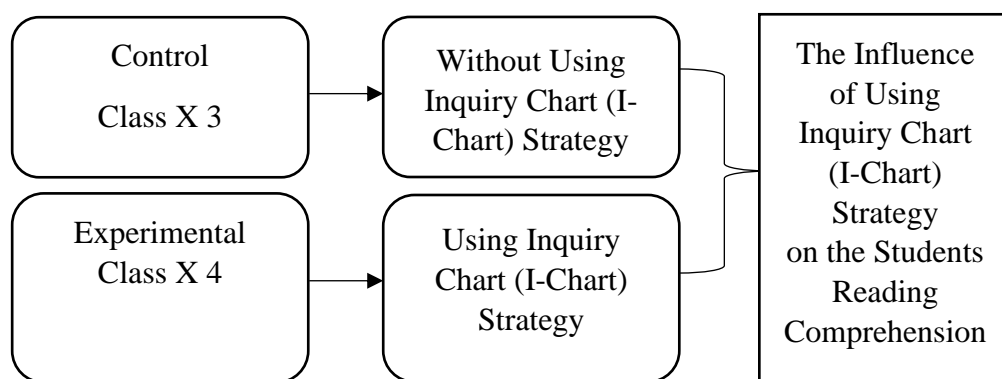 Control
Class X 3
Without Using
Inquiry Chart (I-
Chart) Strategy
Experimental
Class X 4
Using Inquiry
Chart (I-Chart)
Strategy
The Influence
of Using
Inquiry Chart
(I-Chart)
Strategy
on the Students
Reading
Comprehension